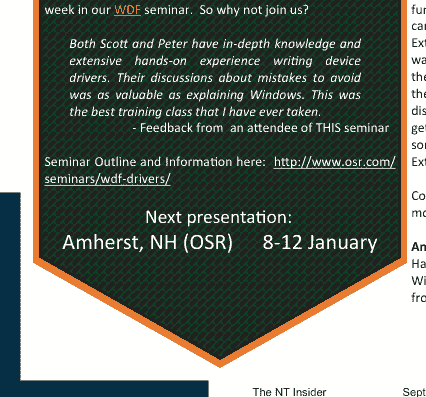 week in our WDF seminar.  So why not join us?
Both Scott and Peter have in-depth knowledge and
extensive hands-on experience writing device
drivers. Their discussions about mistakes to avoid
was as valuable as explaining Windows. This was
the best training class that I have ever taken.
- Feedback from  an attendee of THIS seminar
Seminar Outline and Information here:  http://www.osr.com/
seminars/wdf-drivers/
Next presentation:
Amherst, NH (OSR)     8-12 January
The NT Insider